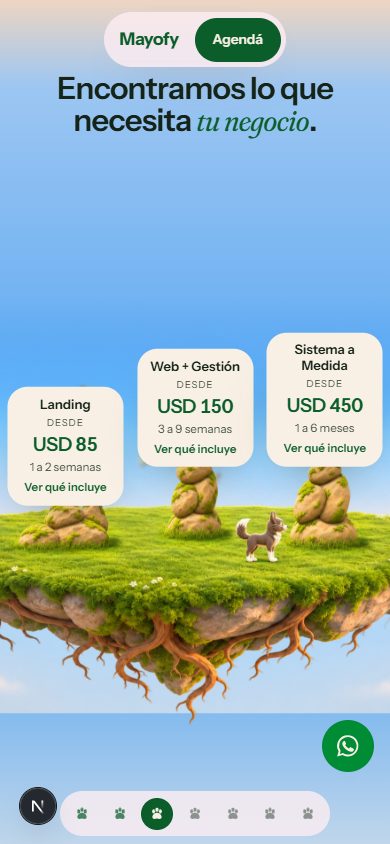 Mayofy
Agendá
Encontramos lo que
necesita tu negocio.
Landing
DESDE
USD 85
1 a 2 semanas
Ver qué incluye
Web + Gestión
DESDE
USD 150
3 a 9 semanas
Ver qué incluye
Sistema a
Medida
DESDE
USD 450
1 a 6 meses
Ver qué incluye
N